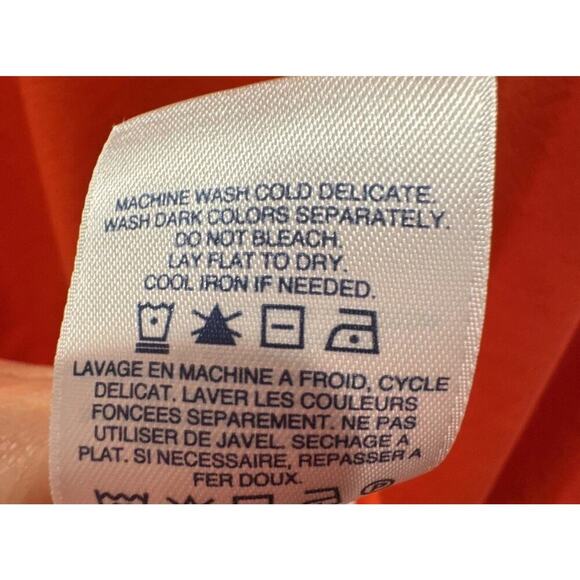 MACHINE WASH COLD DELICATE.
WASH DARK COLORS SEPARATELY.
DO NOT BLEACH.
LAY FLAT TO DRY.
COOL IRON IF NEEDED.
LAVAGE EN MACHINE A FROID, CYCLE
DELICAT. LAVER LES COULEURS
FONCEES SEPAREMENT. NE PAS
UTILISER DE JAVEL. SECHAGE A
PLAT. SI NECESSAIRE, REPASSER A
FER DOUX.
P